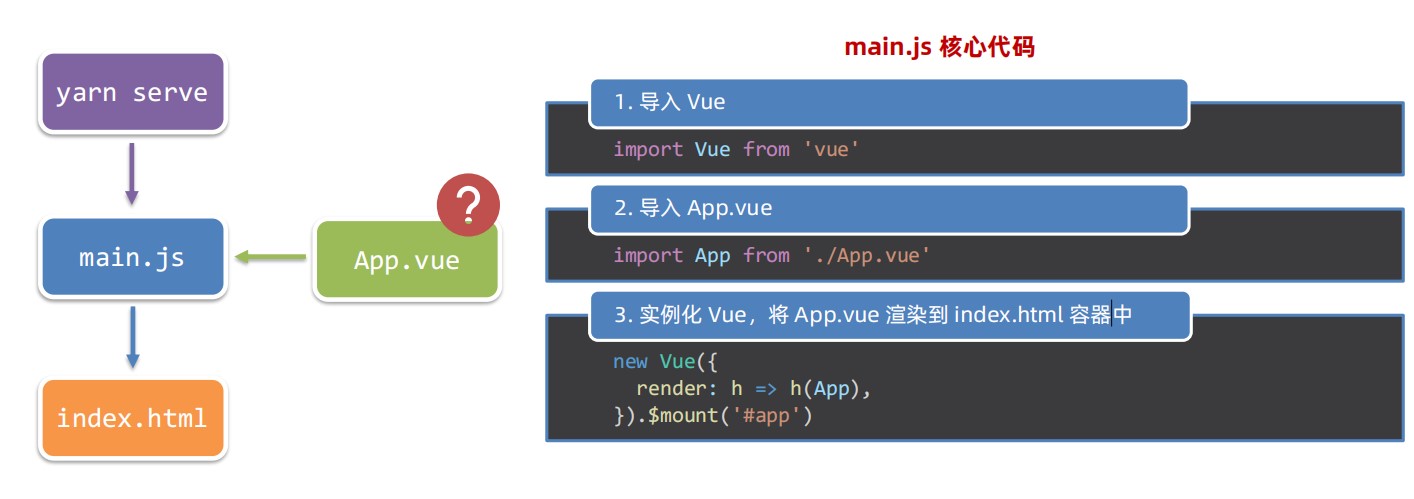 yarn serve
main.js
?
App.vue
index.html
main.js 核心代码
1. 导入 Vue
import Vue from 'vue'
2. 导入 App.vue
import App from './App.vue'
3. 实例化 Vue，将 App.vue 渲染到 index.html 容器中
new Vue({
  render: h => h(App),
}).$mount('#app')